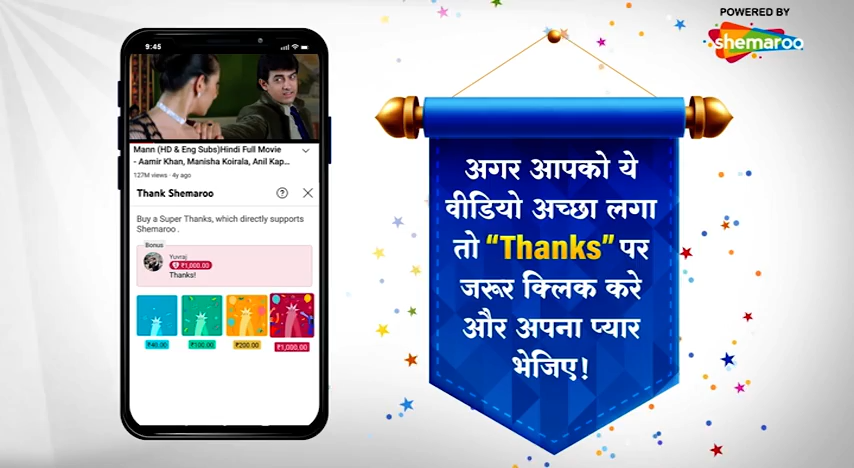 POWERED BY
shemaroo
9:45
Mann (HD & Eng Subs)Hindi Full Movie
- Aamir Khan, Manisha Koirala, Anil Kap...
127M views · 4y ago
Thank Shemaroo
Buy a Super Thanks, which directly supports
Shemaroo .
Bonus
Yuvraj
₹1,000.00
Thanks!
₹40.00
₹100.00
₹200.00
₹1,000.00
अगर आपको ये
वीडियो अच्छा लगा
तो “Thanks” पर
जरूर क्लिक करे
और अपना प्यार
भेजिए!